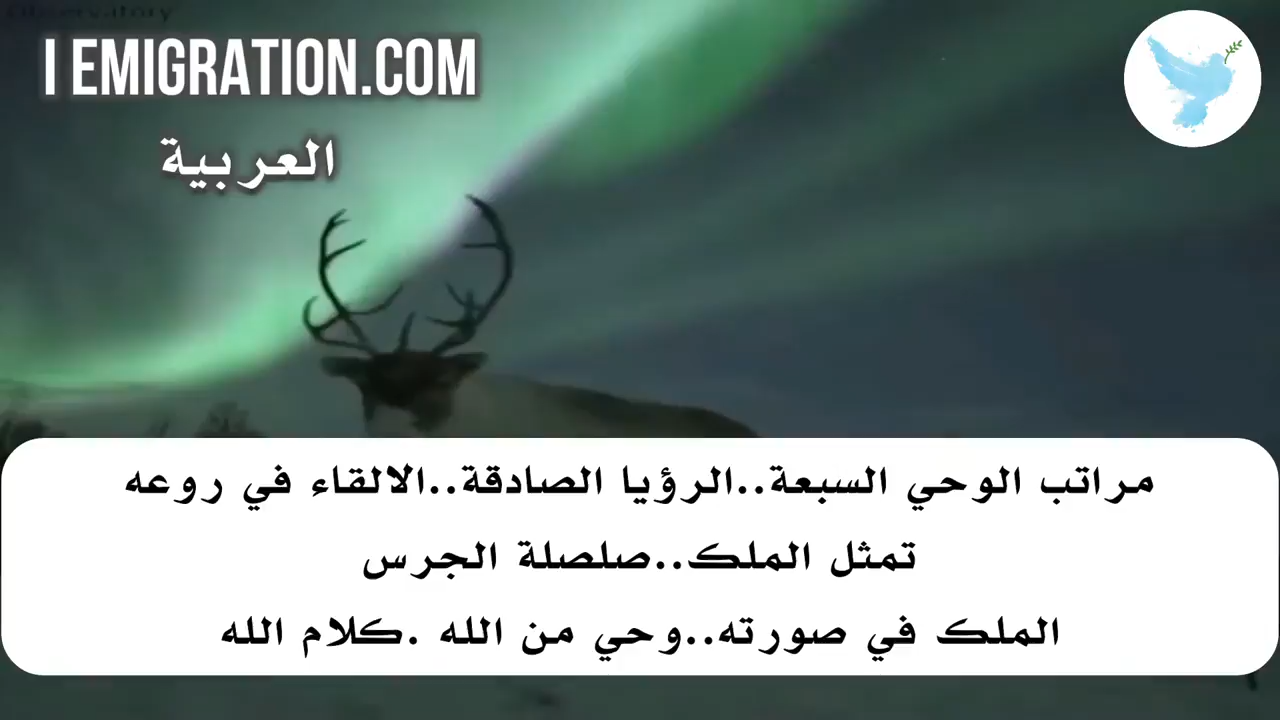 Observatory
I EMIGRATION.COM
العربية
مراتب الوحي السبعة..الرؤيا الصادقة..الالقاء في روعه
تمثل الملك..صلصلة الجرس
الملك في صورته..وحي من الله .كلام الله